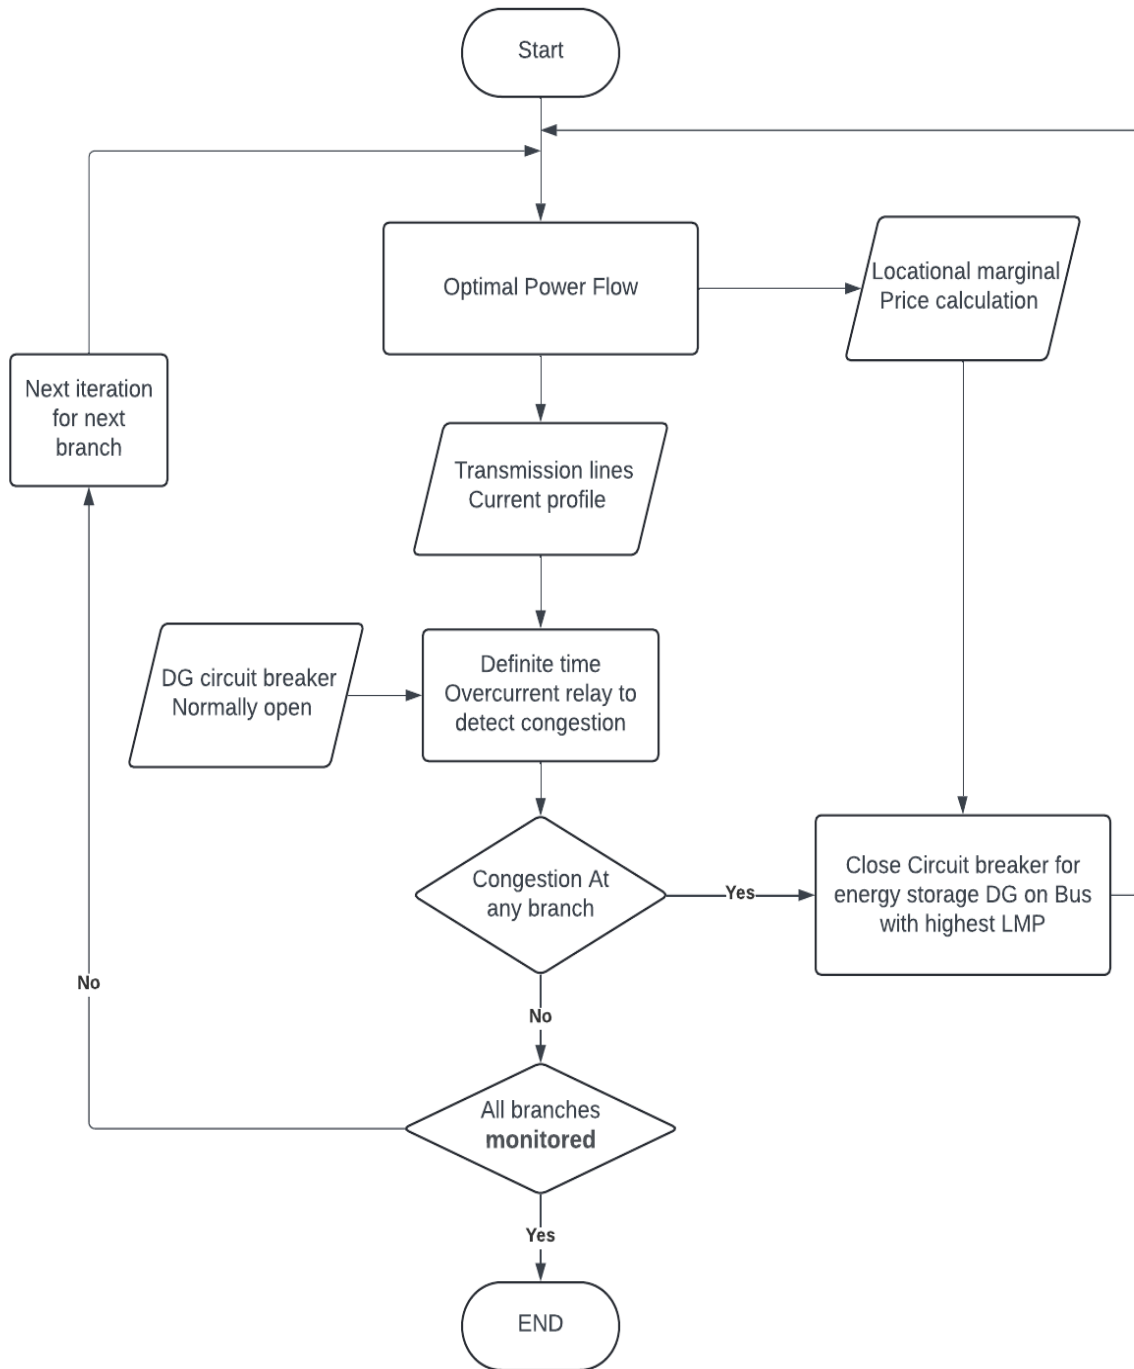 Start
Optimal Power Flow
Locational marginal
Price calculation
Next iteration
for next
branch
Transmission lines
Current profile
DG circuit breaker
Normally open
Definite time
Overcurrent relay to
detect congestion
Congestion At
any branch
Yes
Close Circuit breaker for
energy storage DG on Bus
with highest LMP
No
No
All branches
monitored
Yes
END